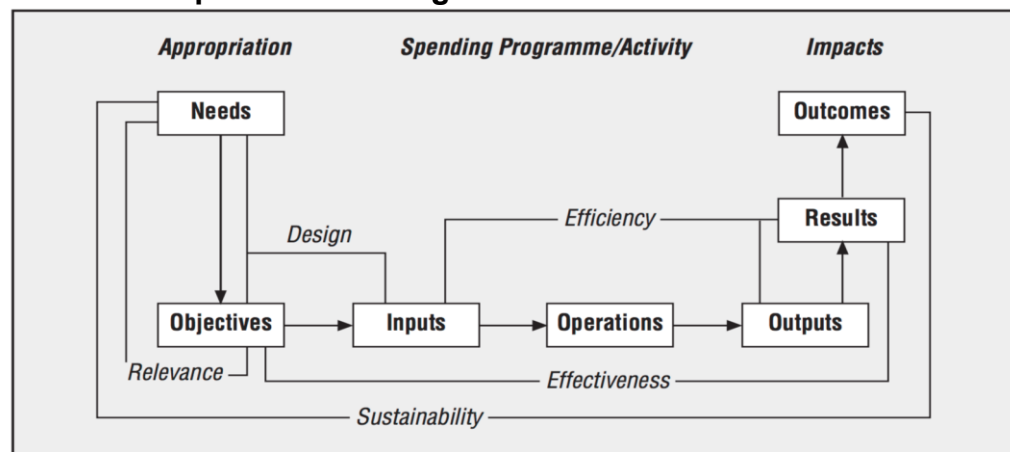 Appropriation Spending Programme/Activity Impacts
Needs Outcomes
Efficiency Results
Design
Objectives Inputs Operations Outputs
Relevance Effectiveness
Sustainability